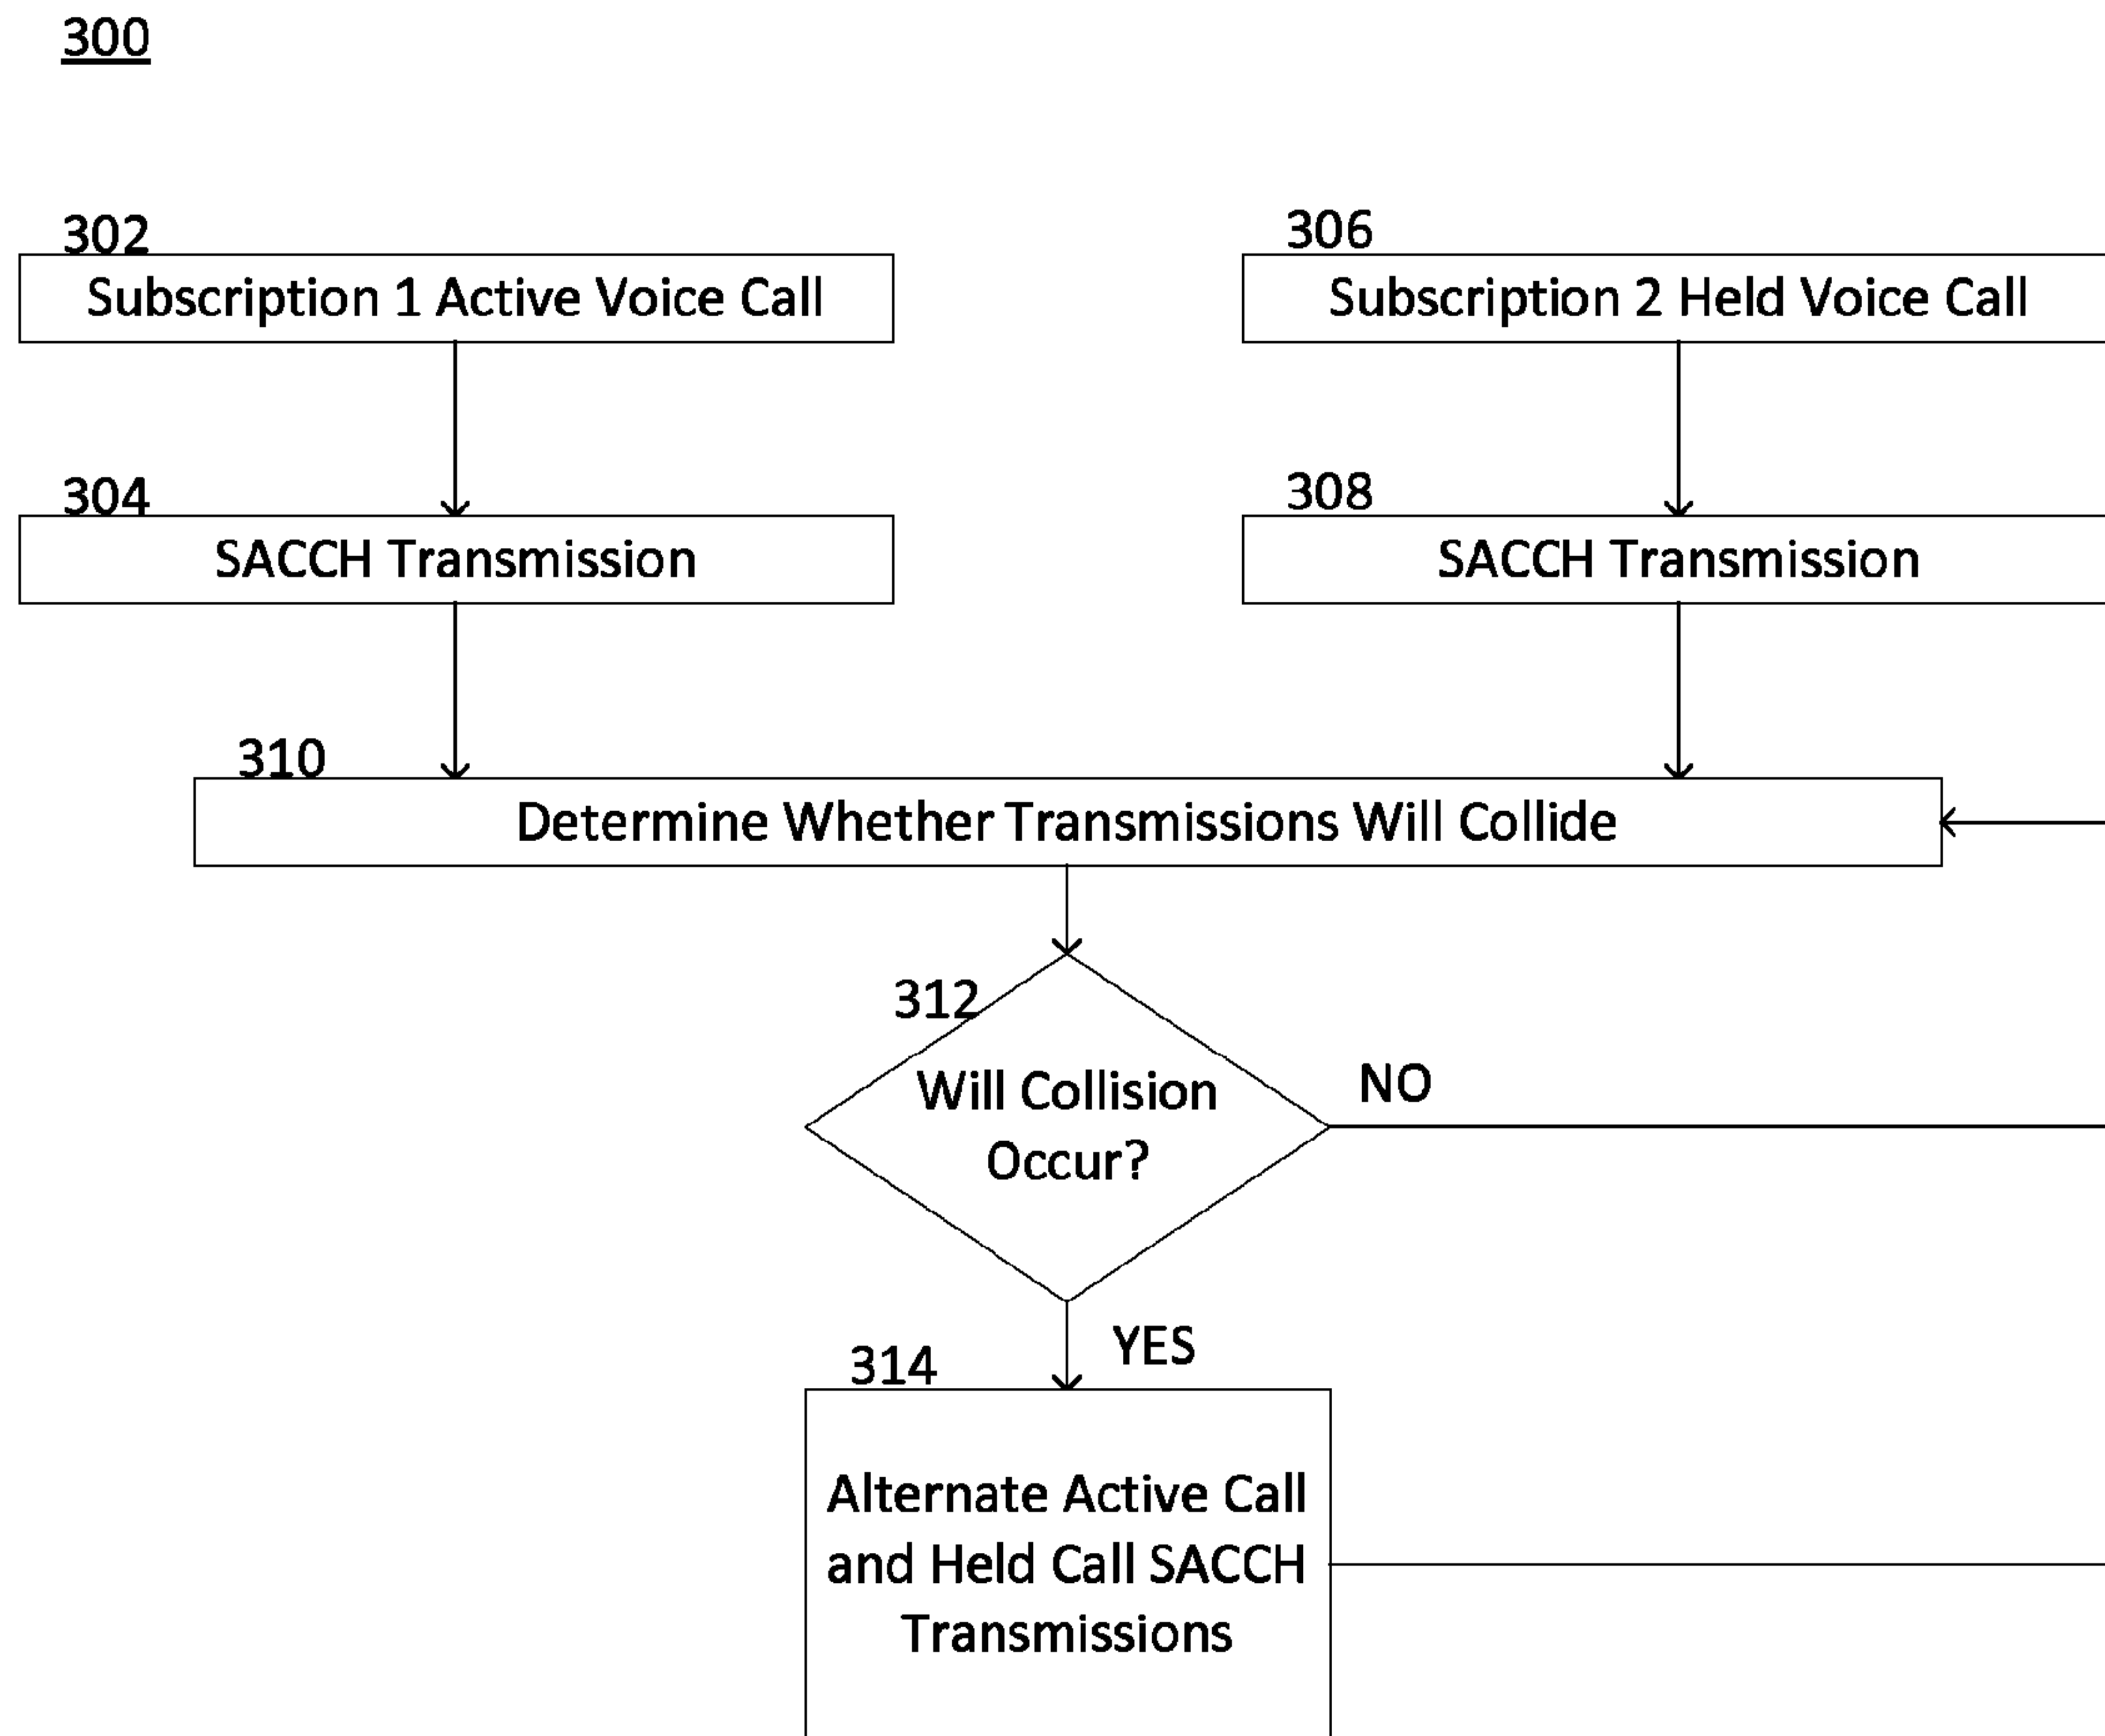 300
302
Subscription 1 Active Voice Call
306
Subscription 2 Held Voice Call
304
SACCH Transmission
308
SACCH Transmission
310
Determine Whether Transmissions Will Collide
312
Will Collision
Occur?
NO
YES
314
Alternate Active Call
and Held Call SACCH
Transmissions